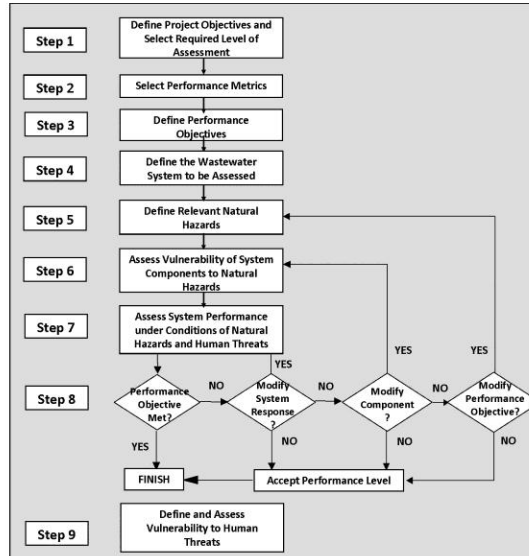 Step 1
Define Project Objectives and
Select Required Level of
Assessment
Step 2
Select Performance Metrics
Step 3
Define Performance
Objectives
Step 4
Define the Wastewater
System to be Assessed
Step 5
Define Relevant Natural
Hazards
Step 6
Assess Vulnerability of System
Components to Natural
Hazards
Step 7
Assess System Performance
under Conditions of Natural
Hazards and Human Threats
YES
YES
YES
Step 8
Performance
Objective
Met?
NO
Modify
System
Response
?
NO
Modify
Component
?
NO
Modify
Performance
Objective?
YES
NO
NO
NO
FINISH
Accept Performance Level
Step 9
Define and Assess
Vulnerability to Human
Threats